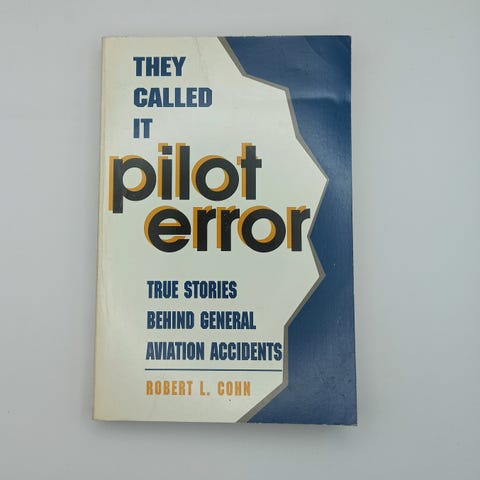 THEY
CALLED
IT
pilot
error
TRUE STORIES
BEHIND GENERAL
AVIATION ACCIDENTS
ROBERT L. COHN